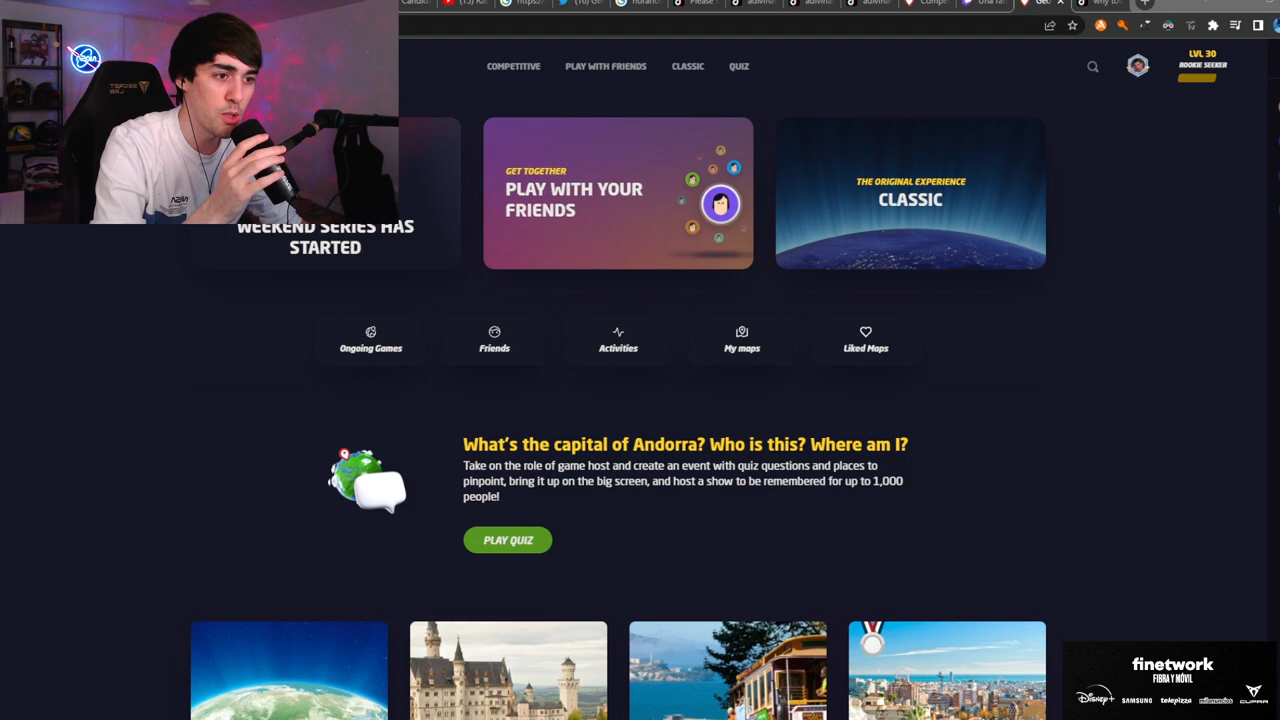 COMPETITIVE
PLAY WITH FRIENDS
CLASSIC
QUIZ
LVL 30
ROOKIE SEEKER
WEEKEND SERIES HAS
STARTED
GET TOGETHER
PLAY WITH YOUR
FRIENDS
THE ORIGINAL EXPERIENCE
CLASSIC
Ongoing Games
Friends
Activities
My maps
Liked Maps
What's the capital of Andorra? Who is this? Where am I?
Take on the role of game host and create an event with quiz questions and places to
pinpoint, bring it up on the big screen, and host a show to be remembered for up to 1,000
people!
PLAY QUIZ
finetwork
FIBRA Y MÓVIL
Disney+ SAMSUNG telepizza milanuncios CUPRA